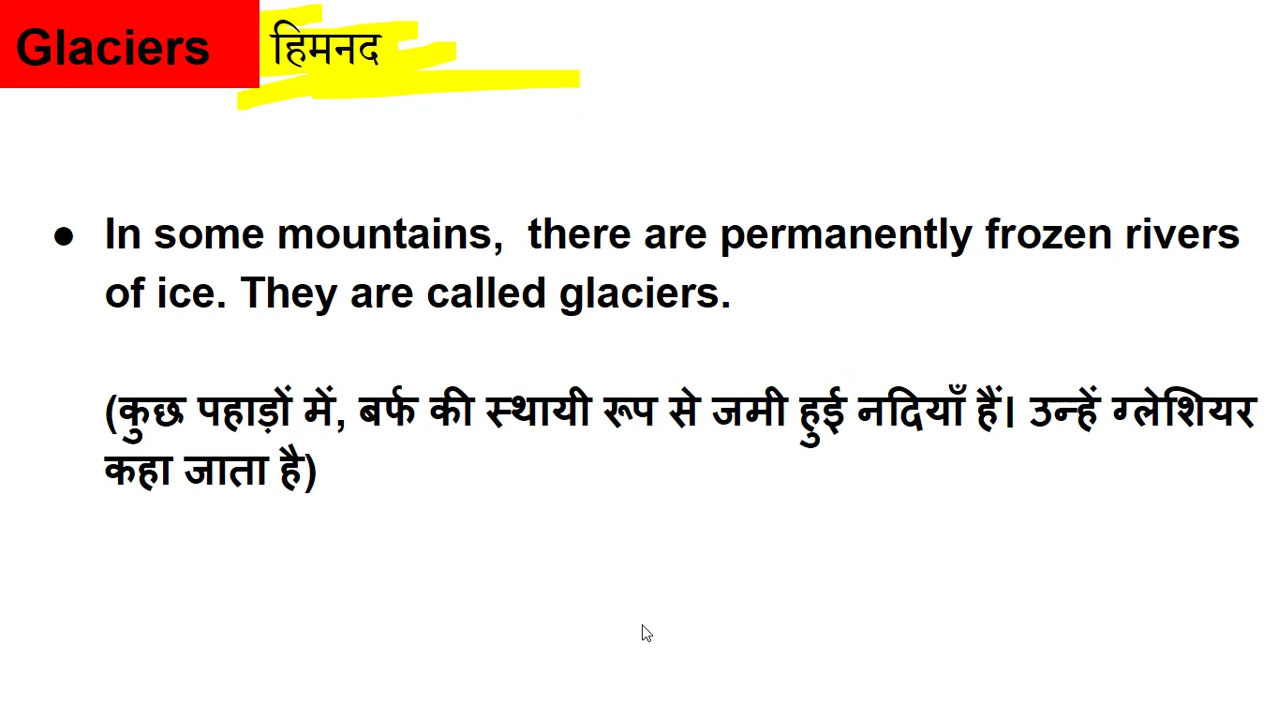 Glaciers हिमनद
● In some mountains, there are permanently frozen rivers
of ice. They are called glaciers.
(कुछ पहाड़ों में, बर्फ की स्थायी रूप से जमी हुई नदियाँ हैं। उन्हें ग्लेशियर
कहा जाता है)